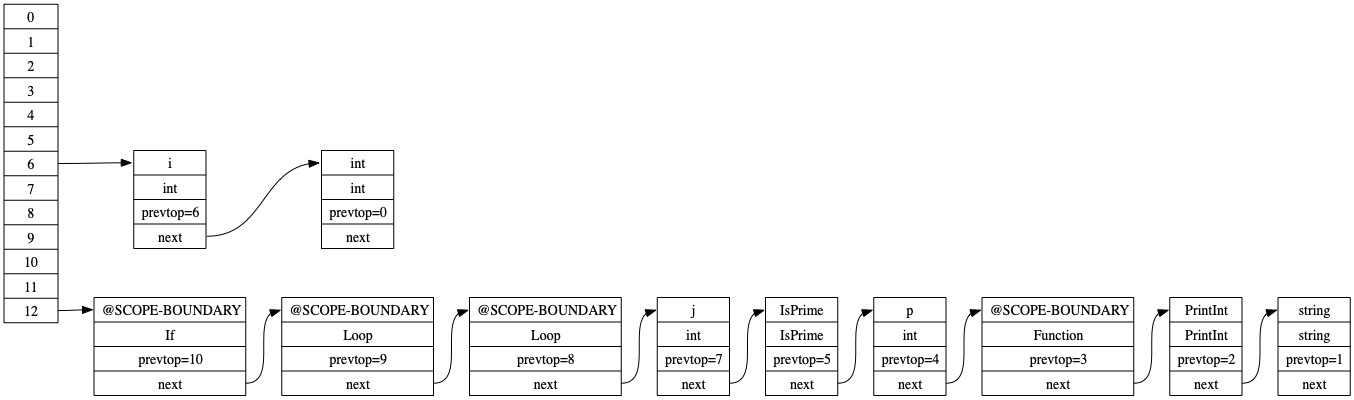 0
1
2
3
4
5
6
7
8
9
10
11
12
i
int
prevtop=6
next
int
int
prevtop=0
next
@SCOPE-BOUNDARY
If
prevtop=10
next
@SCOPE-BOUNDARY
Loop
prevtop=9
next
@SCOPE-BOUNDARY
Loop
prevtop=8
next
j
int
prevtop=7
next
IsPrime
IsPrime
prevtop=5
next
p
int
prevtop=4
next
@SCOPE-BOUNDARY
Function
prevtop=3
next
PrintInt
PrintInt
prevtop=2
next
string
string
prevtop=1
next